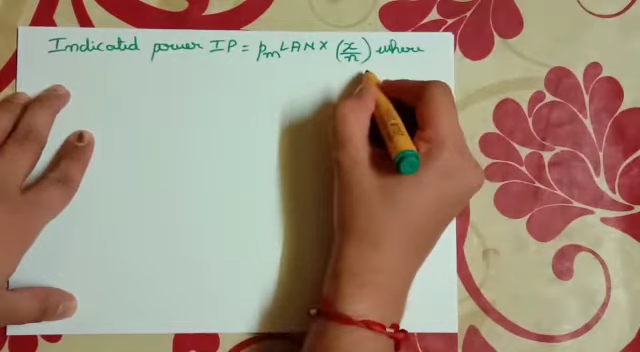 Indicated power IP = PmLANX (x/n) where